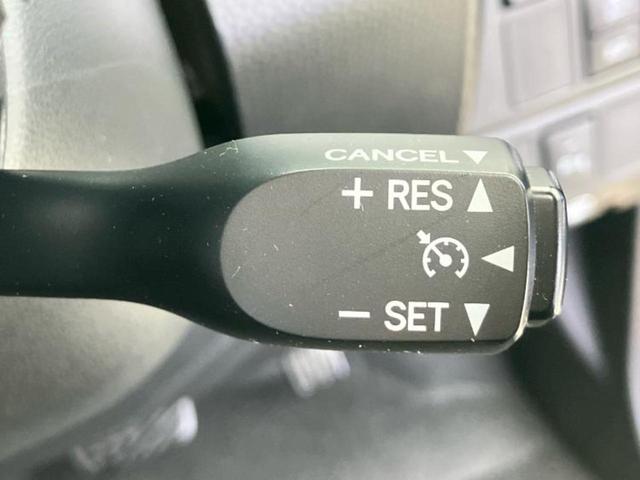 CANCEL ▼
+ RES ▲
◀
− SET ▼